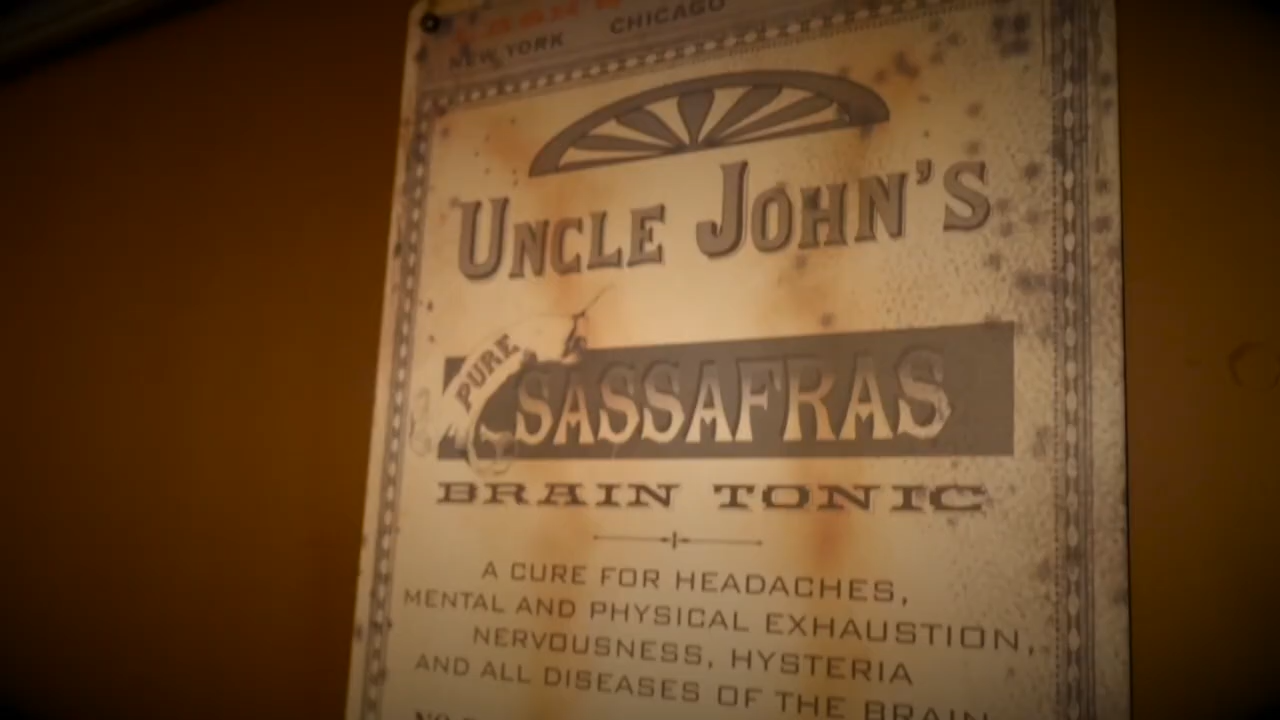 NEW YORK CHICAGO
UNCLE JOHN'S
PURE
SASSAFRAS
BRAIN TONIC
A CURE FOR HEADACHES,
MENTAL AND PHYSICAL EXHAUSTION,
NERVOUSNESS, HYSTERIA
AND ALL DISEASES OF THE BRAIN